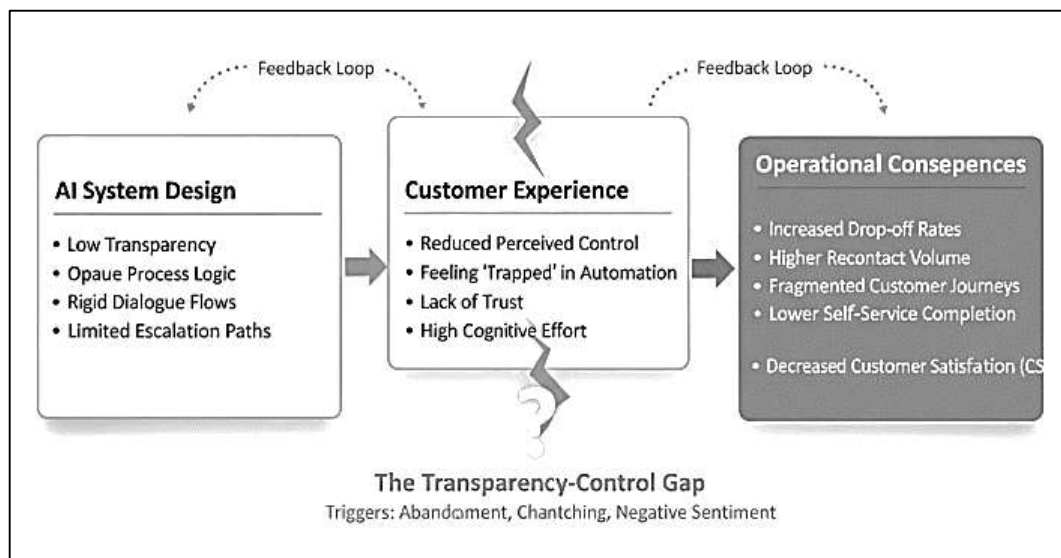 Feedback Loop
Feedback Loop
AI System Design
• Low Transparency
• Opaue Process Logic
• Rigid Dialogue Flows
• Limited Escalation Paths
Customer Experience
• Reduced Perceived Control
• Feeling 'Trapped' in Automation
• Lack of Trust
• High Cognitive Effort
?
Operational Consepences
• Increased Drop-off Rates
• Higher Recontact Volume
• Fragmented Customer Journeys
• Lower Self-Service Completion
• Decreased Customer Satisfation (CS
The Transparency-Control Gap
Triggers: Abandoment, Chantching, Negative Sentiment